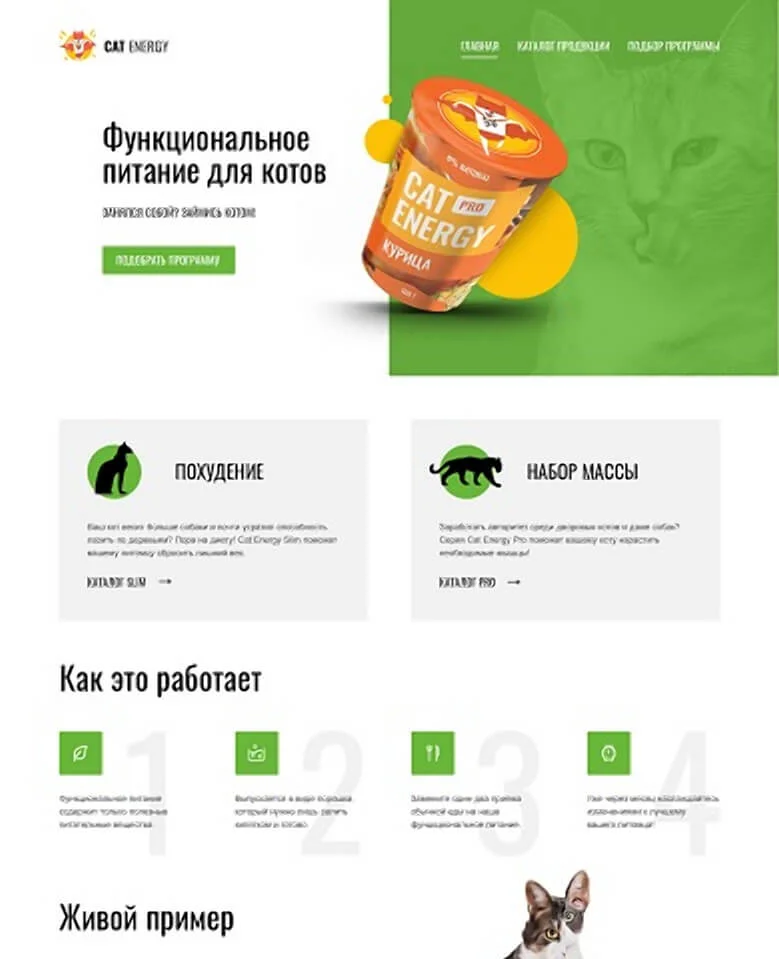 CAT ENERGY
ГЛАВНАЯ КАТАЛОГ ПРОДУКЦИИ ПОДБОР ПРОГРАММЫ
Функциональное
питание для котов
ЗАНЯЛСЯ СОБОЙ? ЗАЙМИСЬ КОТОМ!
ПОДОБРАТЬ ПРОГРАММУ
CAT PRO
ENERGY
КУРИЦА
ПОХУДЕНИЕ
Ваш кот весит больше собаки и почти утратил способность
лазить по деревьям? Пора на диету! Cat Energy Slim поможет
вашему питомцу сбросить лишний вес.
КАТАЛОГ SLIM
НАБОР МАССЫ
Заработать авторитет среди дворовых котов и даже собак?
Серия Cat Energy Pro поможет вашему коту нарастить
необходимые мышцы!
КАТАЛОГ PRO
Как это работает
1
Функциональное питание
содержит только полезные
питательные вещества.
2
Выпускается в виде порошка,
который нужно лишь залить
кипятком и готово.
3
Замените один-два приема
обычной еды на наше
функциональное питание.
4
Уже через месяц наслаждайтесь
изменениями к лучшему
вашего питомца!
Живой пример